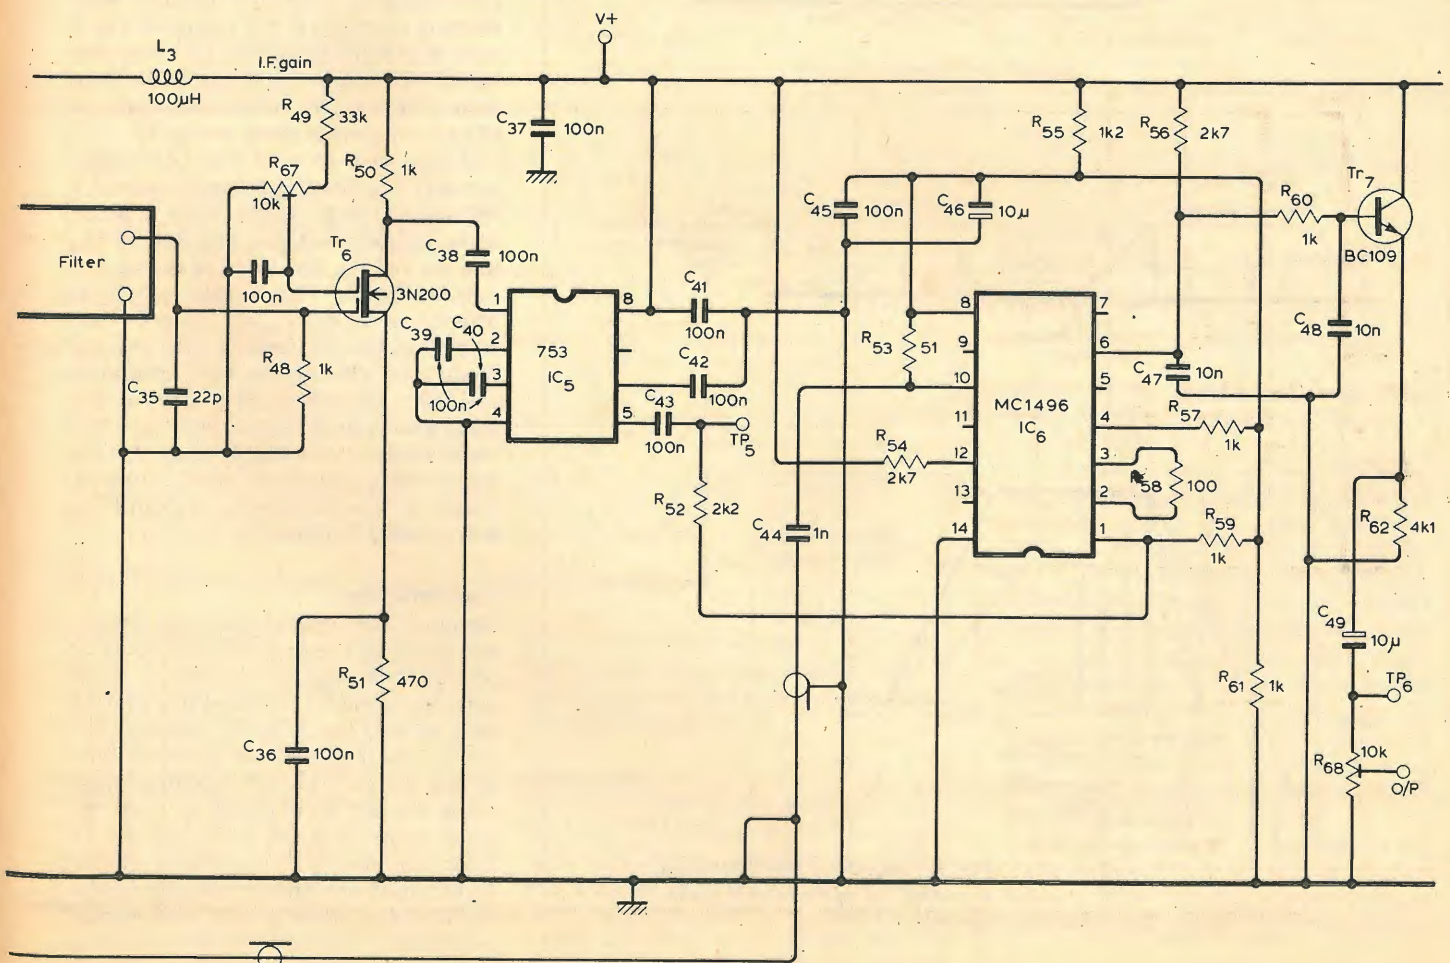 V+
L3
100µH
I.F.gain
R49 33k
R67
10k
R50 1k
C37 100n
R55 1k2
R56 2k7
Tr7
BC109
R60
1k
C45 100n
C46 10µ
Filter
100n
Tr6
3N200
C38 100n
C35 22p
R48 1k
C39 C40
100n
1 8
2
3
4 5
753
IC5
C41
100n
C42
100n
C43
100n
TP5
R52 2k2
R53 51
R54
2k7
C44 1n
8 7
9 6
10 5
11 4
12 3
13 2
14 1
MC1496
IC6
C47 10n
C48 10n
R57
1k
58 100
R59
1k
R62 4k1
C49 10µ
TP6
R61 1k
R68 10k
O/P
R51 470
C36 100n